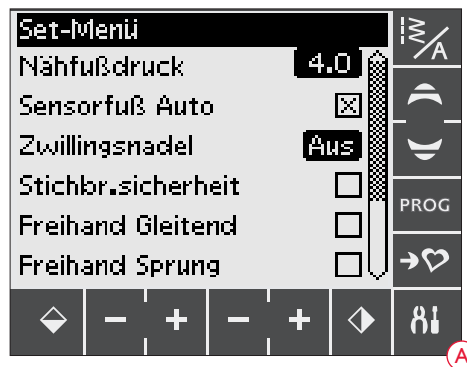 Set-Menü
Nähfußdruck 4.0
Sensorfuß Auto
Zwillingsnadel Aus
Stichbr.sicherheit
Freihand Gleitend
Freihand Sprung
A
PROG
A